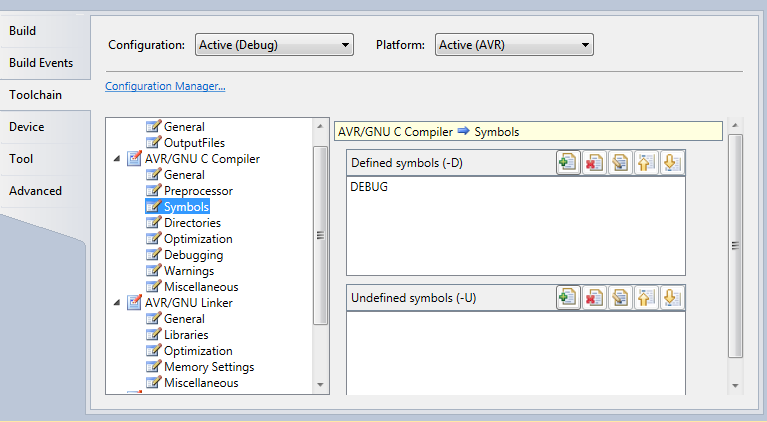 Build
Build Events
Toolchain
Device
Tool
Advanced
Configuration: Active (Debug) Platform: Active (AVR)
Configuration Manager...
General
OutputFiles
AVR/GNU C Compiler
General
Preprocessor
Symbols
Directories
Optimization
Debugging
Warnings
Miscellaneous
AVR/GNU Linker
General
Libraries
Optimization
Memory Settings
Miscellaneous
AVR/GNU C Compiler Symbols
Defined symbols (-D)
DEBUG
Undefined symbols (-U)